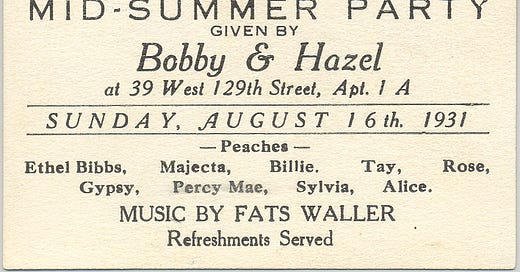 MID-SUMMER PARTY
GIVEN BY
Bobby & Hazel
at 39 West 129th Street, Apt. 1 A
SUNDAY, AUGUST 16th. 1931
— Peaches —
Ethel Bibbs, Majecta, Billie. Tay, Rose,
Gypsy, Percy Mae, Sylvia, Alice.
MUSIC BY FATS WALLER
Refreshments Served